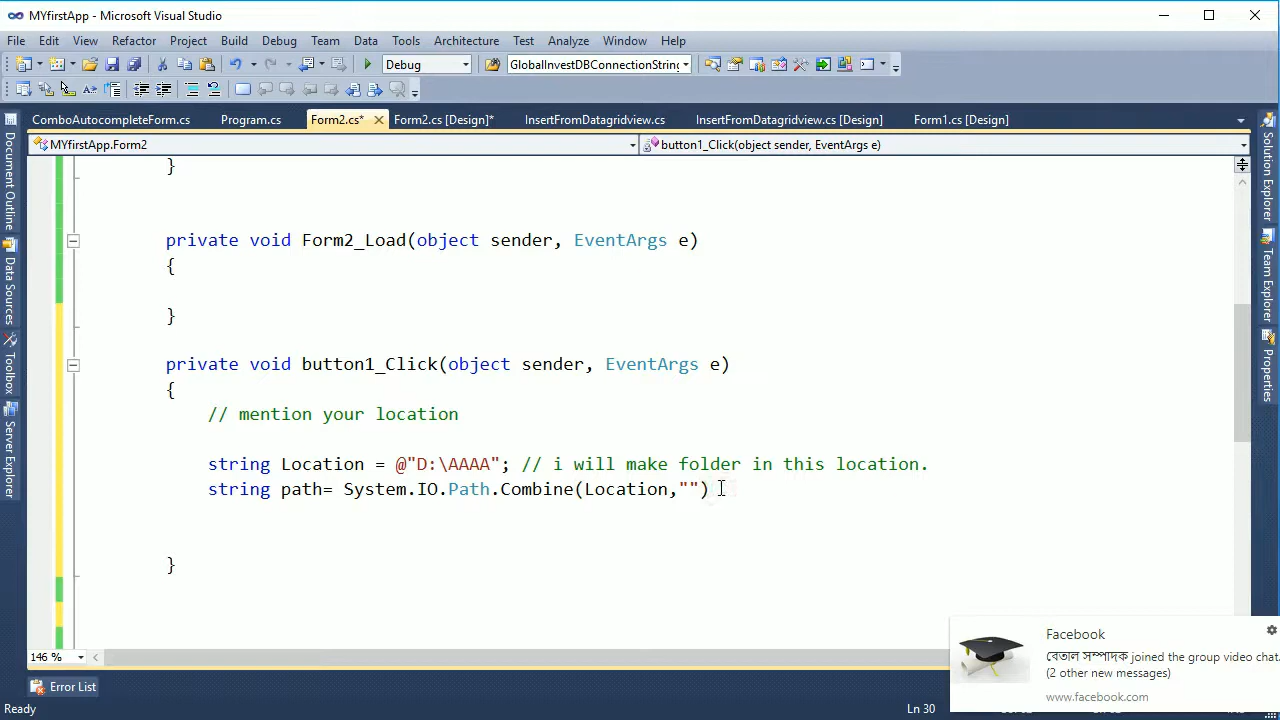 MYfirstApp - Microsoft Visual Studio
File Edit View Refactor Project Build Debug Team Data Tools Architecture Test Analyze Window Help
Debug GlobalInvestDBConnectionString
ComboAutocompleteForm.cs Program.cs Form2.cs* Form2.cs [Design]* InsertFromDatagridview.cs InsertFromDatagridview.cs [Design] Form1.cs [Design]
MYfirstApp.Form2 button1_Click(object sender, EventArgs e)
Document Outline
Data Sources
Toolbox
Server Explorer
}
private void Form2_Load(object sender, EventArgs e)
{
}
private void button1_Click(object sender, EventArgs e)
{
// mention your location
string Location = @"D:\AAAA"; // i will make folder in this location.
string path= System.IO.Path.Combine(Location,"")
}
Solution Explorer
Team Explorer
Properties
146 %
Error List
Ready Ln 30
Facebook
বেতাল সম্পাদক joined the group video chat.
(2 other new messages)
www.facebook.com